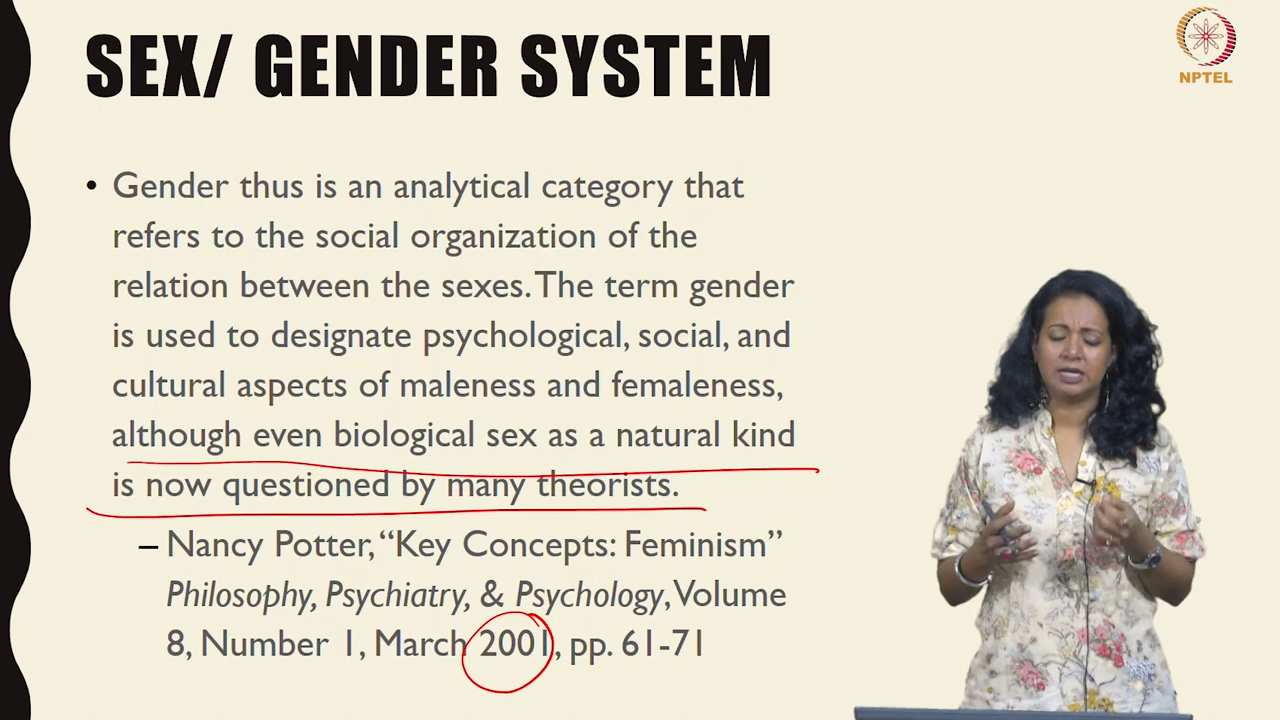 SEX/ GENDER SYSTEM
NPTEL
• Gender thus is an analytical category that
refers to the social organization of the
relation between the sexes. The term gender
is used to designate psychological, social, and
cultural aspects of maleness and femaleness,
although even biological sex as a natural kind
is now questioned by many theorists.
– Nancy Potter, “Key Concepts: Feminism”
Philosophy, Psychiatry, & Psychology, Volume
8, Number 1, March 2001, pp. 61-71